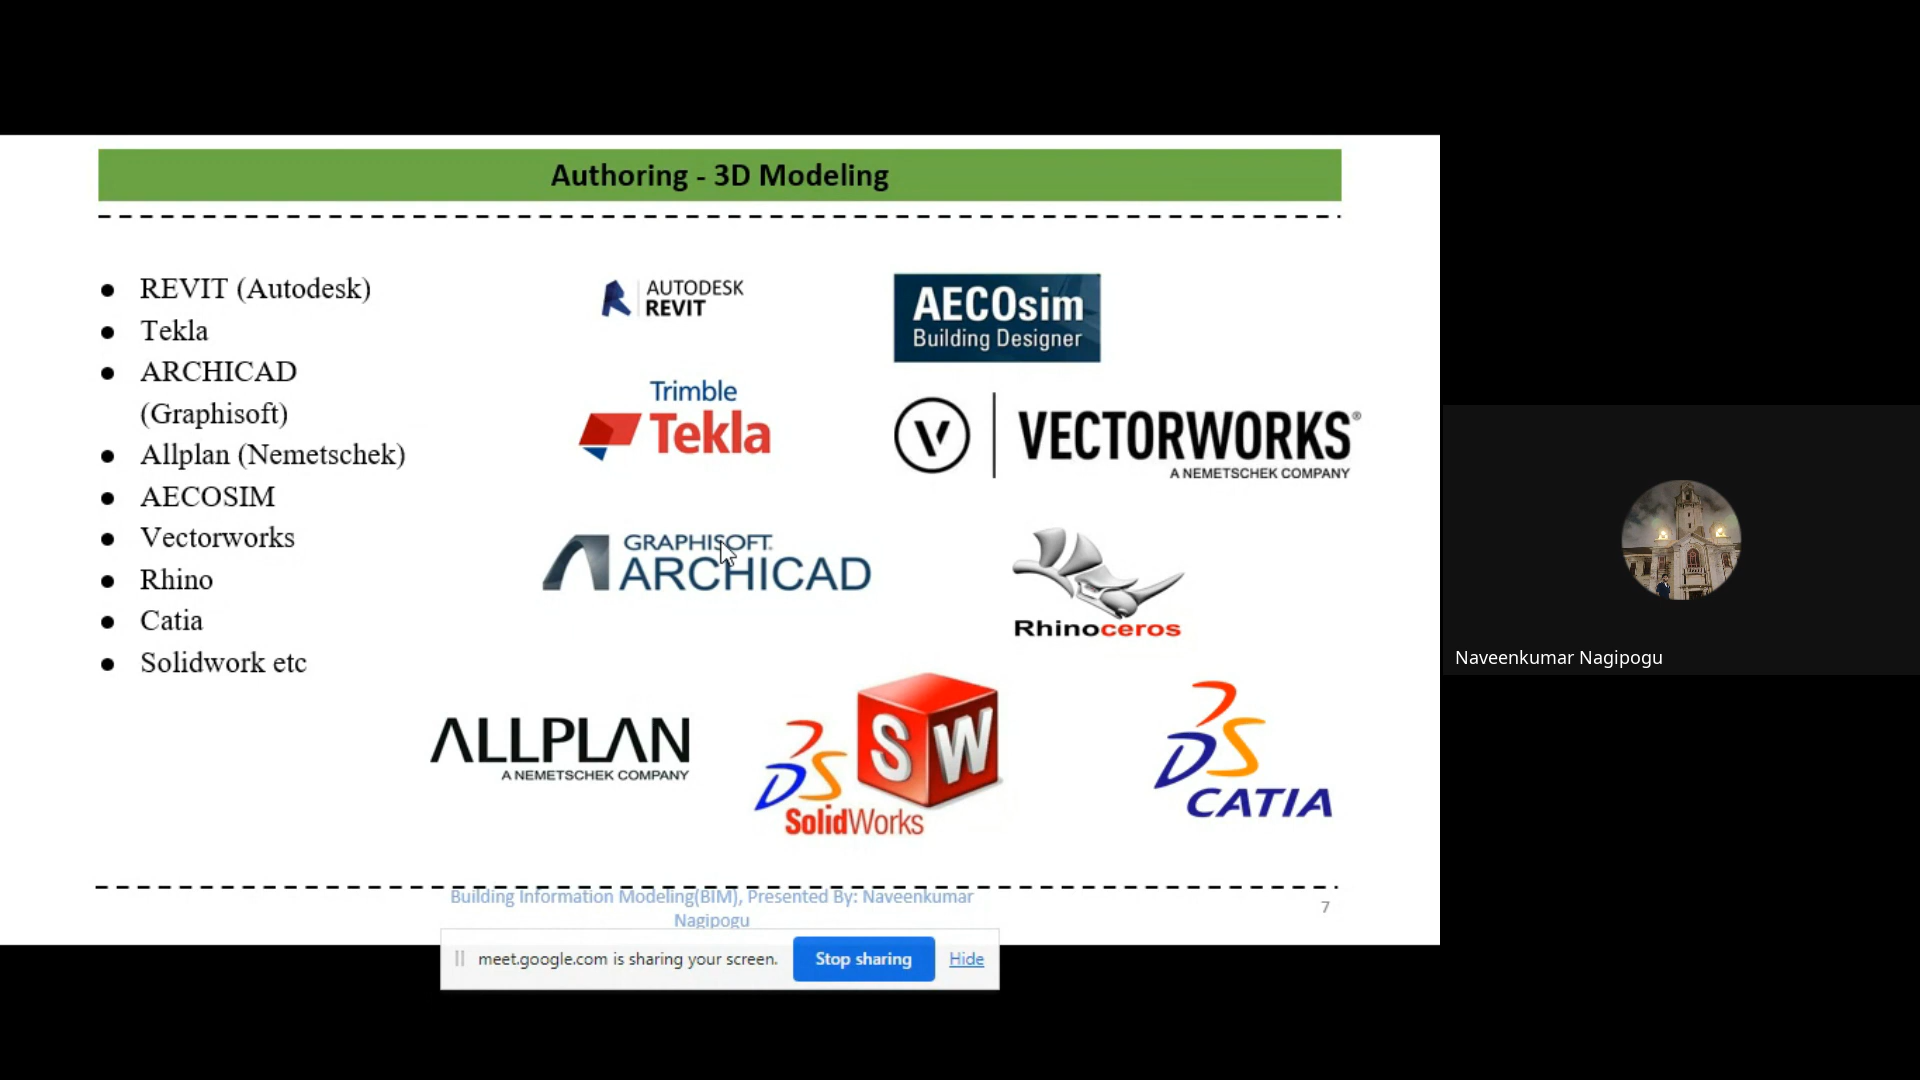 Authoring - 3D Modeling
● REVIT (Autodesk)
● Tekla
● ARCHICAD
(Graphisoft)
● Allplan (Nemetschek)
● AECOSIM
● Vectorworks
● Rhino
● Catia
● Solidwork etc
AUTODESK
REVIT
AECOsim
Building Designer
Trimble
Tekla
V
VECTORWORKS®
A NEMETSCHEK COMPANY
GRAPHISOFT.
ARCHICAD
Rhinoceros
ALLPLAN
A NEMETSCHEK COMPANY
DS
SW
SolidWorks
DS
CATIA
Building Information Modeling(BIM), Presented By: Naveenkumar
Nagipogu
7
meet.google.com is sharing your screen.
Stop sharing
Hide
Naveenkumar Nagipogu